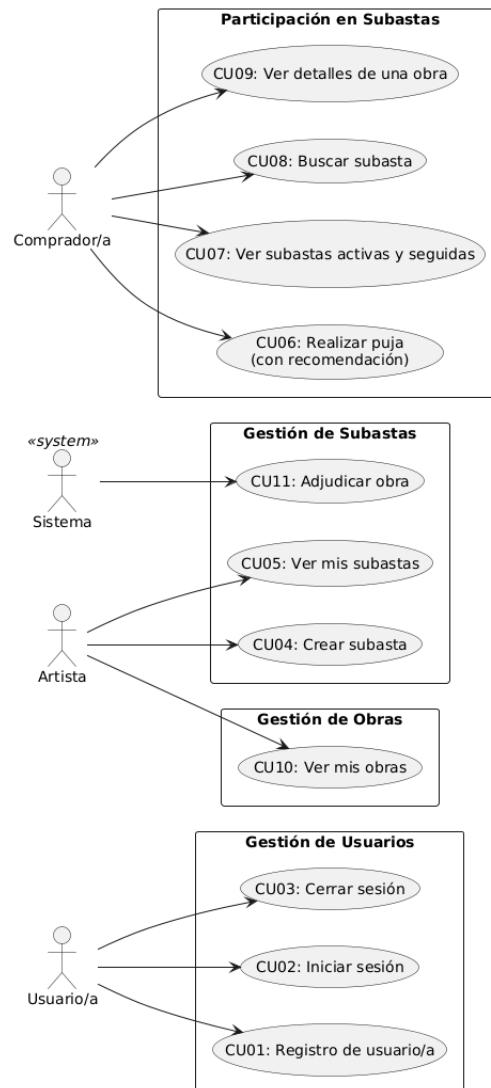 Participación en Subastas
CU09: Ver detalles de una obra
CU08: Buscar subasta
Comprador/a
CU07: Ver subastas activas y seguidas
CU06: Realizar puja
(con recomendación)
Gestión de Subastas
«system»
Sistema
CU11: Adjudicar obra
CU05: Ver mis subastas
Artista
CU04: Crear subasta
Gestión de Obras
CU10: Ver mis obras
Gestión de Usuarios
CU03: Cerrar sesión
Usuario/a
CU02: Iniciar sesión
CU01: Registro de usuario/a